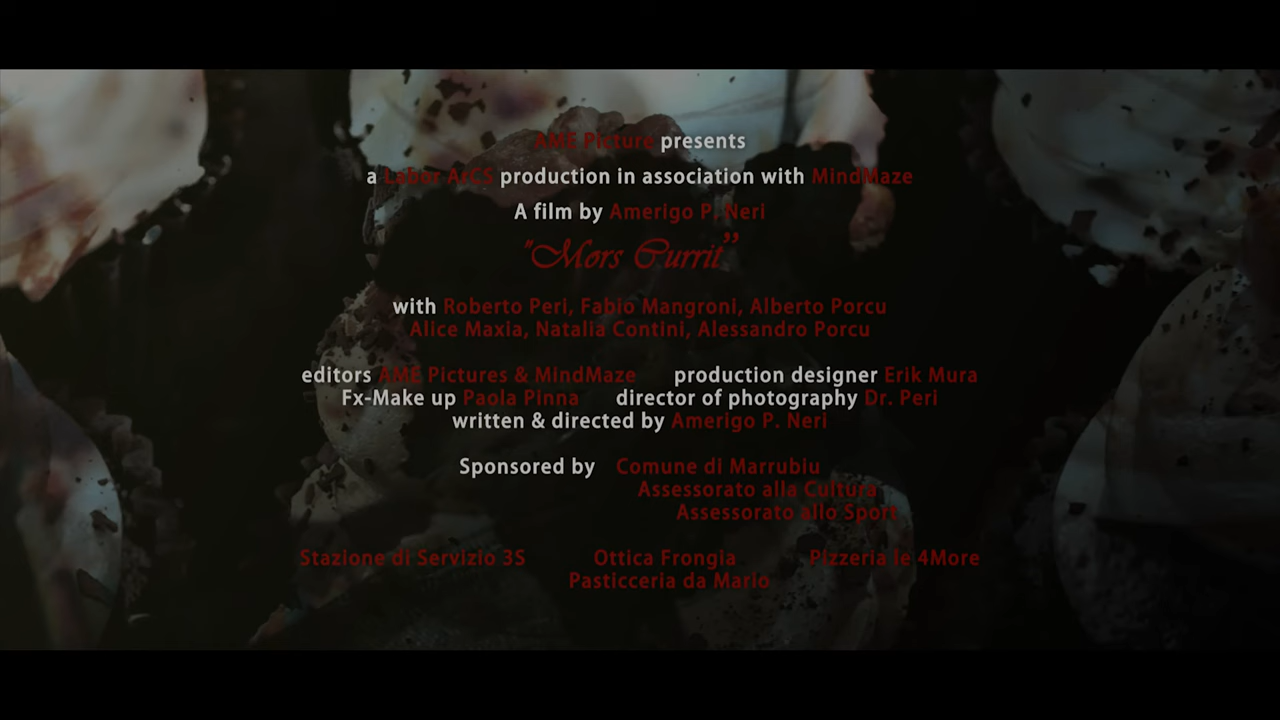 AME Picture presents
a Labor ArCS production in association with MindMaze
A film by Amerigo P. Neri
"Mors Currit”
with Roberto Peri, Fabio Mangroni, Alberto Porcu
Alice Maxia, Natalia Contini, Alessandro Porcu
editors AME Pictures & MindMaze production designer Erik Mura
Fx-Make up Paola Pinna director of photography Dr. Peri
written & directed by Amerigo P. Neri
Sponsored by Comune di Marrubiu
Assessorato alla Cultura
Assessorato allo Sport
Stazione di Servizio 3S Ottica Frongia Pizzeria le 4More
Pasticceria da Mario